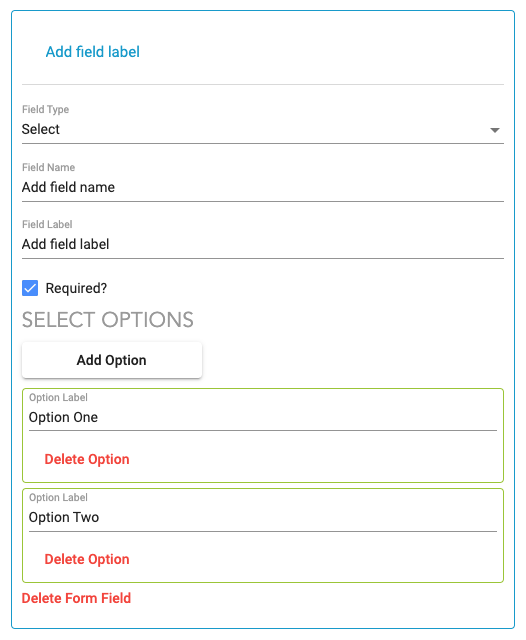 Add field label
Field Type
Select
Field Name
Add field name
Field Label
Add field label
Required?
SELECT OPTIONS
Add Option
Option Label
Option One
Delete Option
Option Label
Option Two
Delete Option
Delete Form Field